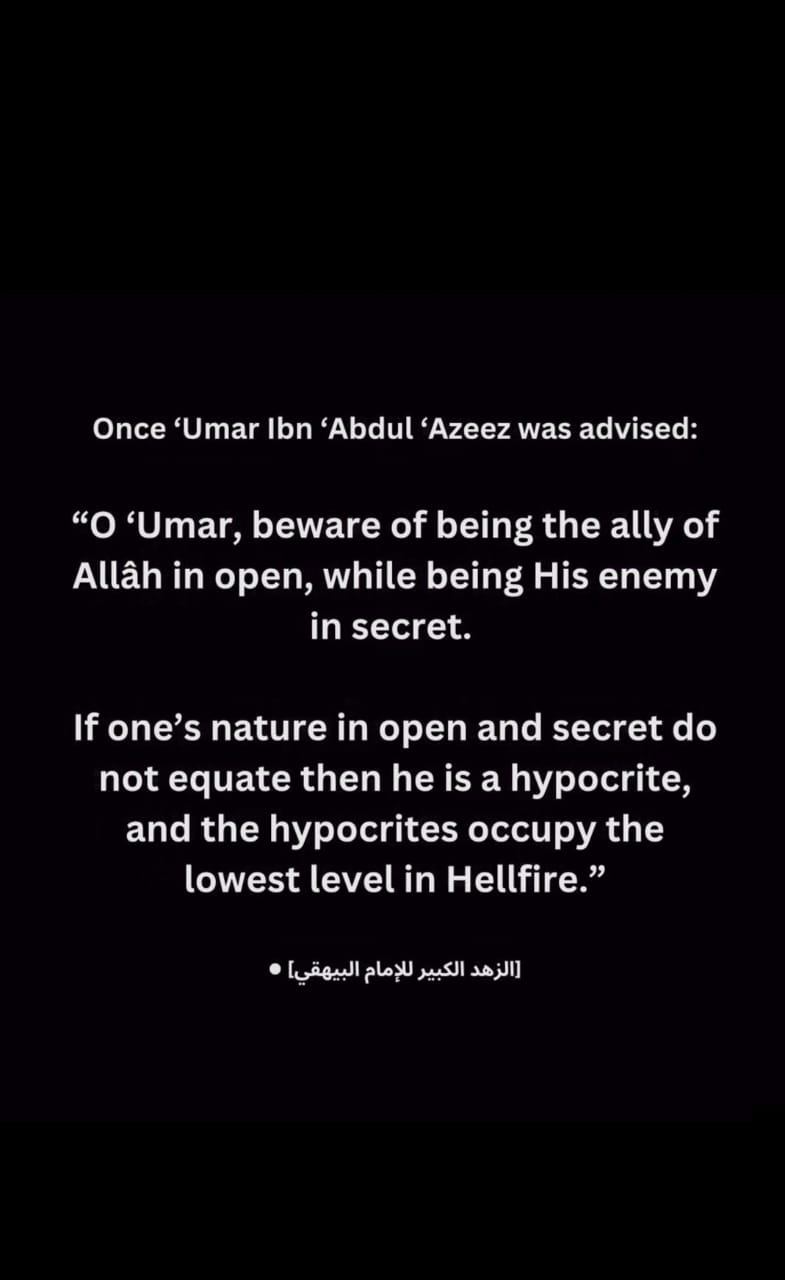 Once ‘Umar Ibn ‘Abdul ‘Azeez was advised:
“O ‘Umar, beware of being the ally of
Allâh in open, while being His enemy
in secret.
If one’s nature in open and secret do
not equate then he is a hypocrite,
and the hypocrites occupy the
lowest level in Hellfire.”
● [الزهد الكبير للإمام البيهقي]